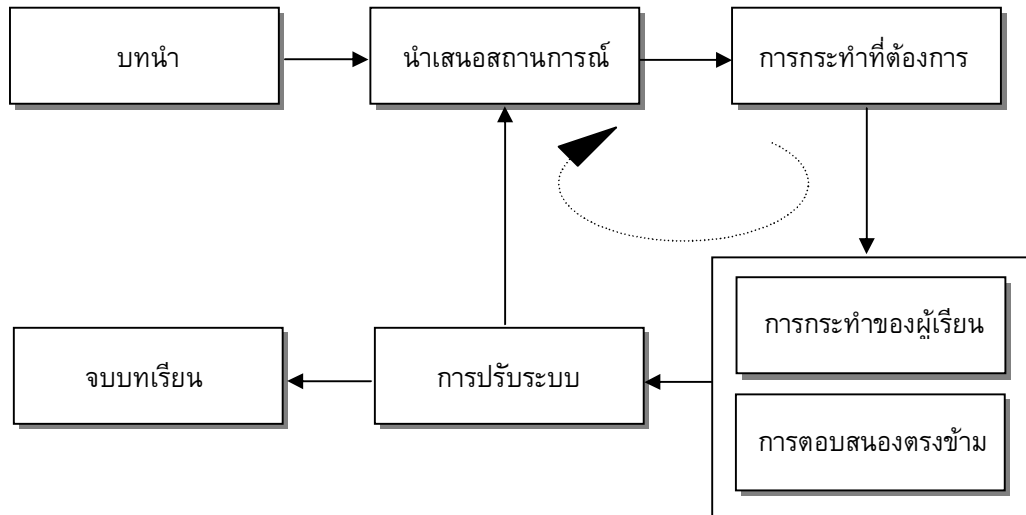 บทนำ
นำเสนอสถานการณ์
การกระทำที่ต้องการ
การกระทำของผู้เรียน
การตอบสนองตรงข้าม
การปรับระบบ
จบบทเรียน